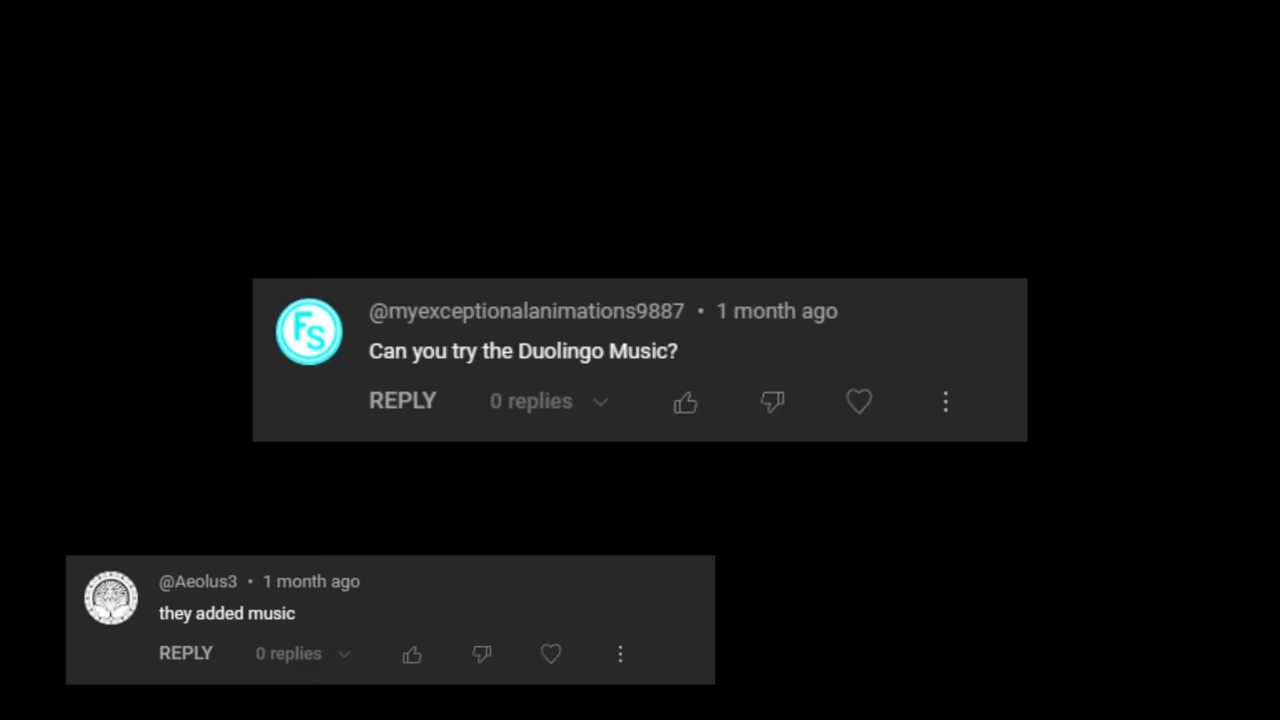 FS
@myexceptionalanimations9887 • 1 month ago
Can you try the Duolingo Music?
REPLY 0 replies
@Aeolus3 • 1 month ago
they added music
REPLY 0 replies